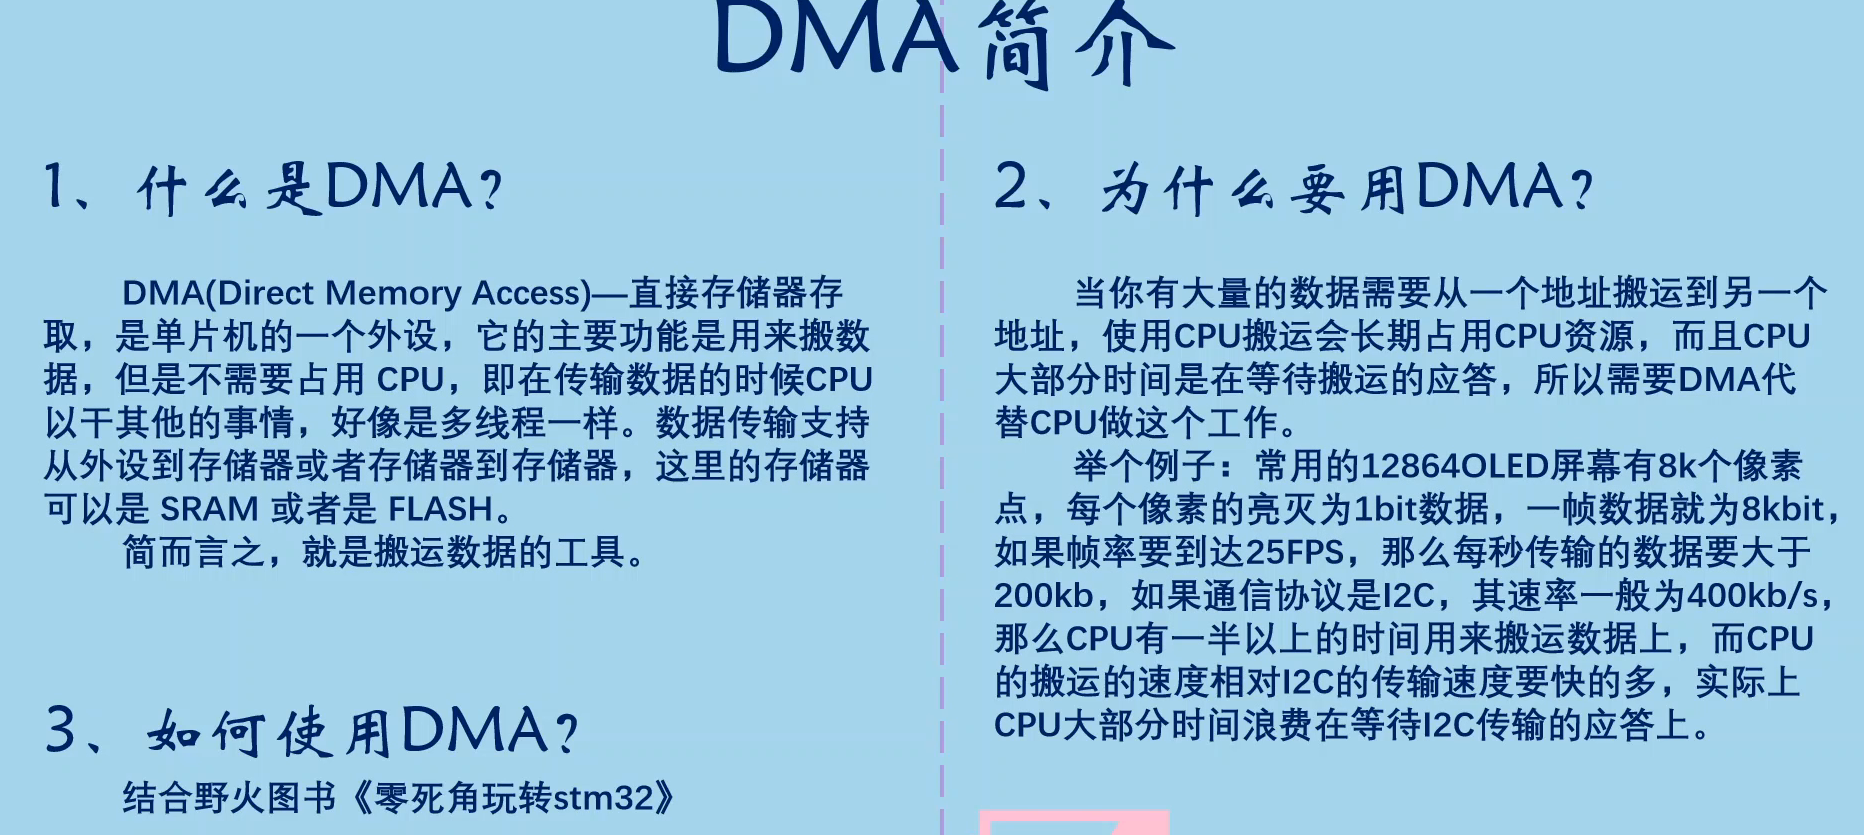 DMA简介
1、什么是DMA？
DMA(Direct Memory Access)—直接存储器存
取，是单片机的一个外设，它的主要功能是用来搬数
据，但是不需要占用 CPU，即在传输数据的时候CPU
以干其他的事情，好像是多线程一样。数据传输支持
从外设到存储器或者存储器到存储器，这里的存储器
可以是 SRAM 或者是 FLASH。
简而言之，就是搬运数据的工具。
2、为什么要用DMA？
当你有大量的数据需要从一个地址搬运到另一个
地址，使用CPU搬运会长期占用CPU资源，而且CPU
大部分时间是在等待搬运的应答，所以需要DMA代
替CPU做这个工作。
举个例子：常用的12864OLED屏幕有8k个像素
点，每个像素的亮灭为1bit数据，一帧数据就为8kbit，
如果帧率要到达25FPS，那么每秒传输的数据要大于
200kb，如果通信协议是I2C，其速率一般为400kb/s，
那么CPU有一半以上的时间用来搬运数据上，而CPU
的搬运的速度相对I2C的传输速度要快的多，实际上
CPU大部分时间浪费在等待I2C传输的应答上。
3、如何使用DMA？
结合野火图书《零死角玩转stm32》